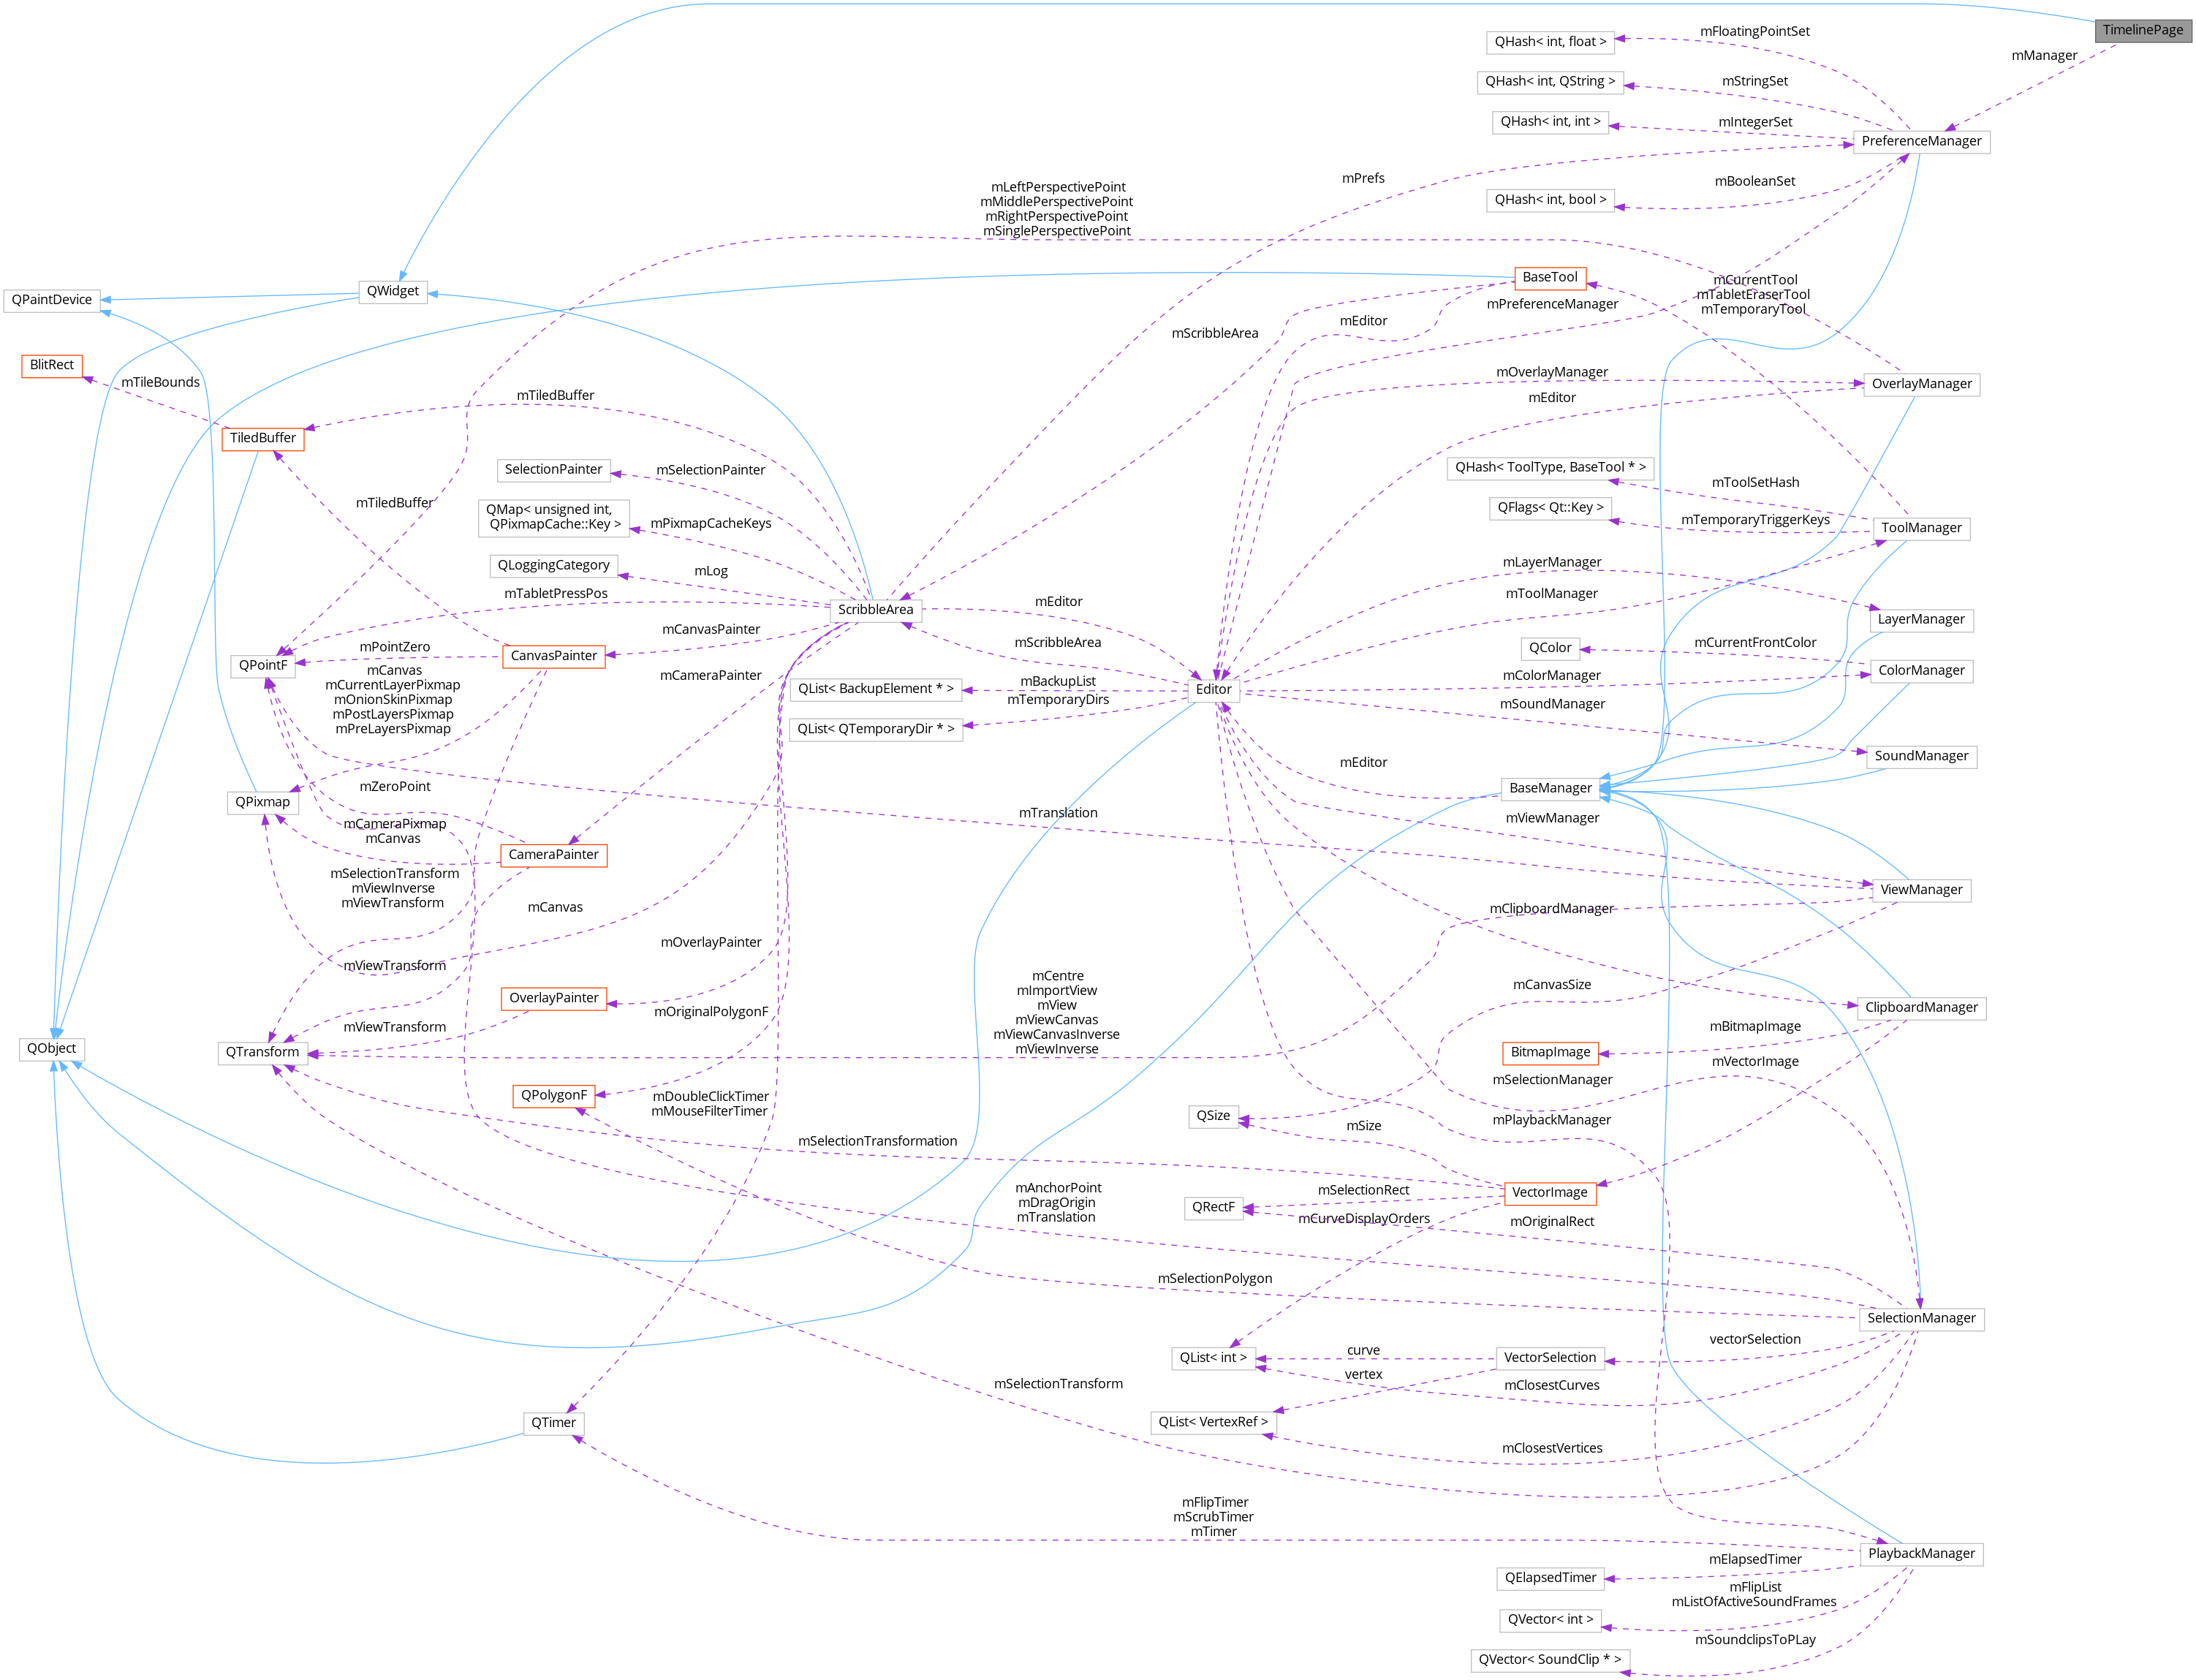 TimelinePage
mFloatingPointSet
QHash< int, float >
mManager
mStringSet
QHash< int, QString >
mIntegerSet
QHash< int, int >
PreferenceManager
mPrefs
mBooleanSet
QHash< int, bool >
mLeftPerspectivePoint
mMiddlePerspectivePoint
mRightPerspectivePoint
mSinglePerspectivePoint
BaseTool
mCurrentTool
mTabletEraserTool
mTemporaryTool
QWidget
QPaintDevice
mPreferenceManager
mEditor
mScribbleArea
BlitRect
mTileBounds
mOverlayManager
OverlayManager
mEditor
mTiledBuffer
TiledBuffer
SelectionPainter
mSelectionPainter
QHash< ToolType, BaseTool * >
mToolSetHash
mTiledBuffer
QMap< unsigned int,
QPixmapCache::Key >
mPixmapCacheKeys
QFlags< Qt::Key >
mTemporaryTriggerKeys
ToolManager
QLoggingCategory
mLog
mLayerManager
mTabletPressPos
ScribbleArea
mEditor
mToolManager
LayerManager
mCanvasPainter
mPointZero
CanvasPainter
QPointF
mScribbleArea
QColor
mCurrentFrontColor
ColorManager
mCanvas
mCurrentLayerPixmap
mOnionSkinPixmap
mPostLayersPixmap
mPreLayersPixmap
mCameraPainter
QList< BackupElement * >
mBackupList
Editor
mColorManager
mTemporaryDirs
QList< QTemporaryDir * >
mSoundManager
SoundManager
mZeroPoint
QPixmap
mEditor
BaseManager
mTranslation
mViewManager
mCameraPixmap
mCanvas
CameraPainter
mSelectionTransform
mViewInverse
mViewTransform
ViewManager
mCanvas
mClipboardManager
mOverlayPainter
mViewTransform
mCentre
mImportView
mView
mViewCanvas
mViewCanvasInverse
mViewInverse
mCanvasSize
OverlayPainter
mOriginalPolygonF
ClipboardManager
mViewTransform
mBitmapImage
QObject
QTransform
BitmapImage
mVectorImage
QPolygonF
mDoubleClickTimer
mMouseFilterTimer
mSelectionManager
QSize
mSize
mPlaybackManager
mSelectionTransformation
mAnchorPoint
mDragOrigin
mTranslation
mSelectionRect
VectorImage
QRectF
mCurveDisplayOrders
mOriginalRect
mSelectionPolygon
SelectionManager
vectorSelection
curve
QList< int >
VectorSelection
vertex
mClosestCurves
mSelectionTransform
QTimer
QList< VertexRef >
mClosestVertices
mFlipTimer
mScrubTimer
mTimer
PlaybackManager
mElapsedTimer
QElapsedTimer
mFlipList
mListOfActiveSoundFrames
QVector< int >
mSoundclipsToPLay
QVector< SoundClip * >